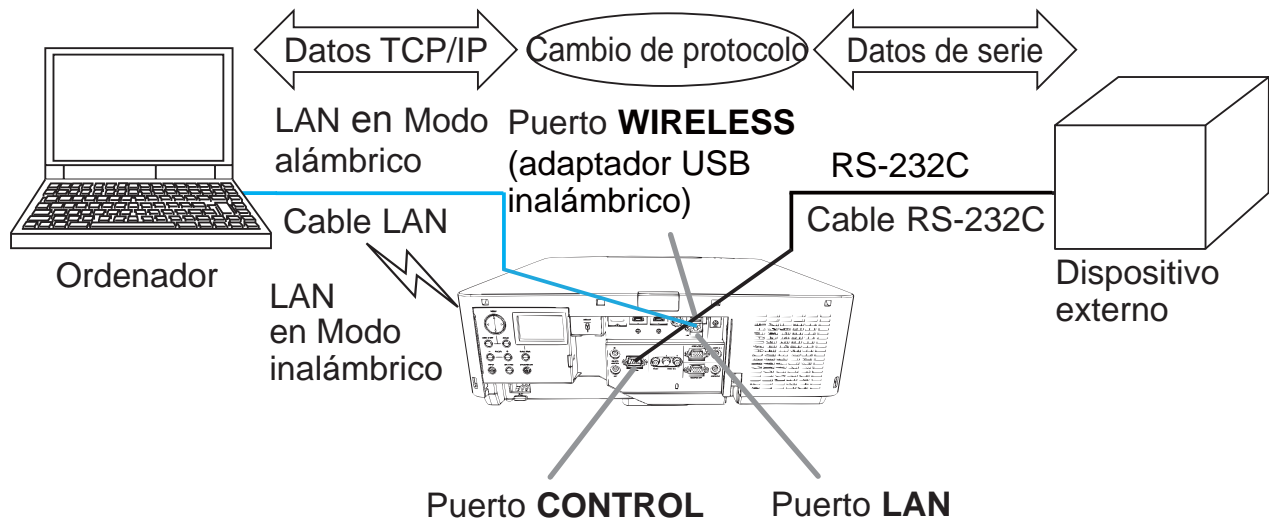 Datos TCP/IP
Cambio de protocolo
Datos de serie
LAN en Modo
alámbrico
Puerto WIRELESS
(adaptador USB
inalámbrico)
RS-232C
Cable LAN
Cable RS-232C
Ordenador
Dispositivo
externo
LAN
en Modo
inalámbrico
Puerto CONTROL
Puerto LAN